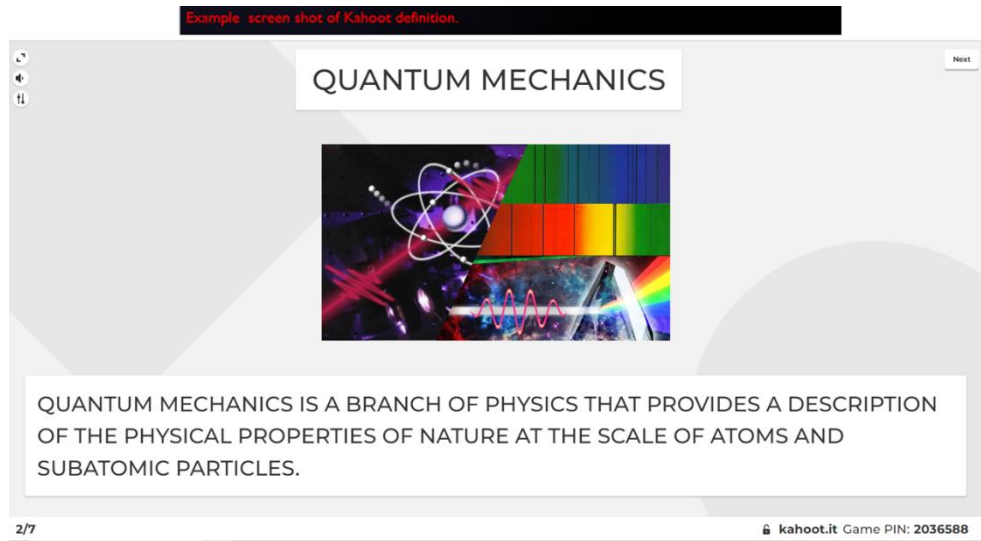 Example screen shot of Kahoot definition.
QUANTUM MECHANICS
Next
QUANTUM MECHANICS IS A BRANCH OF PHYSICS THAT PROVIDES A DESCRIPTION
OF THE PHYSICAL PROPERTIES OF NATURE AT THE SCALE OF ATOMS AND
SUBATOMIC PARTICLES.
2/7
kahoot.it Game PIN: 2036588